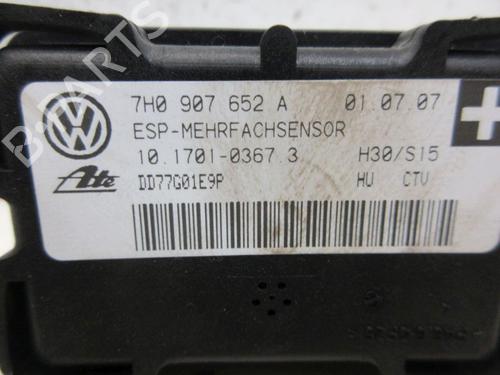 7H0 907 652 A 01.07.07
ESP-MEHRFACHSENSOR
10.1701-0367.3 H30/S15
Ate DD77G01E9P HU CTV
B-PARTS